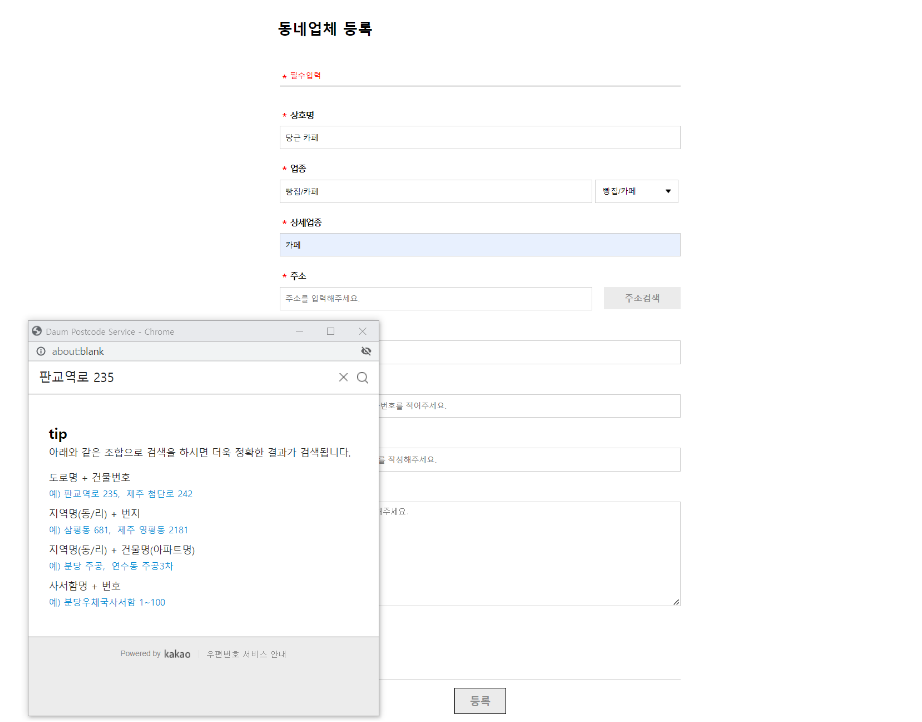 동네업체 등록
* 필수입력
* 상호명
당근 카페
* 업종
빵집/카페
빵집/카페
* 상세업종
카페
* 주소
주소를 입력해주세요.
주소검색
번호를 적어주세요.
를 작성해주세요.
해주세요.
등록
Daum Postcode Service - Chrome
about:blank
판교역로 235
tip
아래와 같은 조합으로 검색을 하시면 더욱 정확한 결과가 검색됩니다.
도로명 + 건물번호
예) 판교역로 235, 제주 첨단로 242
지역명(동/리) + 번지
예) 삼평동 681, 제주 영평동 2181
지역명(동/리) + 건물명(아파트명)
예) 분당 주공, 연수동 주공3차
사서함명 + 번호
예) 분당우체국사서함 1~100
Powered by kakao 우편번호 서비스 안내